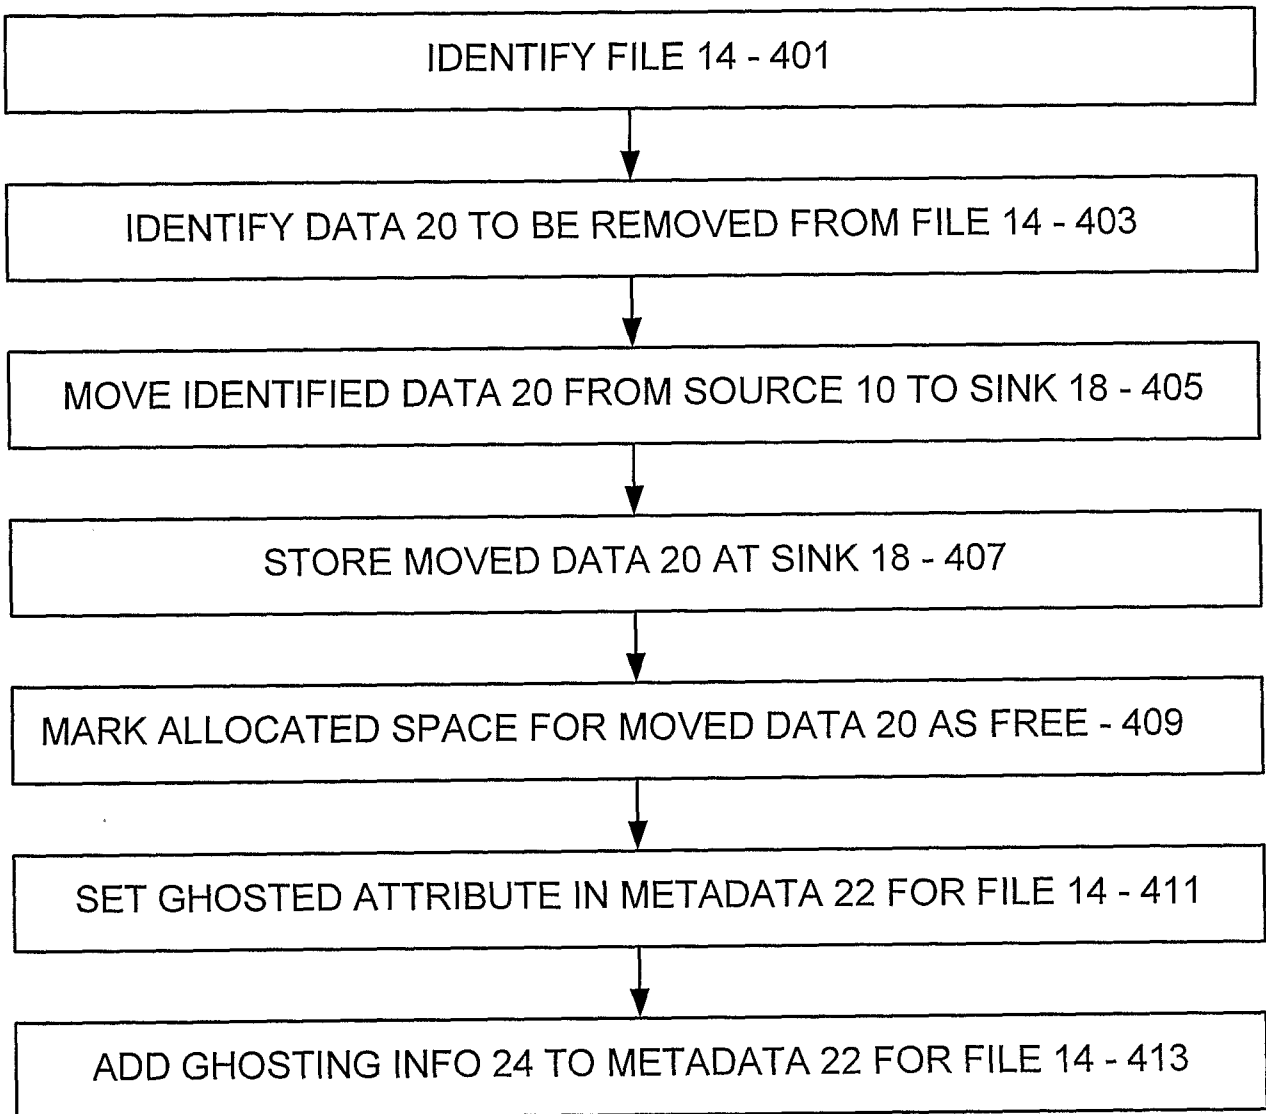 IDENTIFY FILE 14 - 401
IDENTIFY DATA 20 TO BE REMOVED FROM FILE 14 - 403
MOVE IDENTIFIED DATA 20 FROM SOURCE 10 TO SINK 18 - 405
STORE MOVED DATA 20 AT SINK 18 - 407
MARK ALLOCATED SPACE FOR MOVED DATA 20 AS FREE - 409
SET GHOSTED ATTRIBUTE IN METADATA 22 FOR FILE 14 - 411
ADD GHOSTING INFO 24 TO METADATA 22 FOR FILE 14 - 413